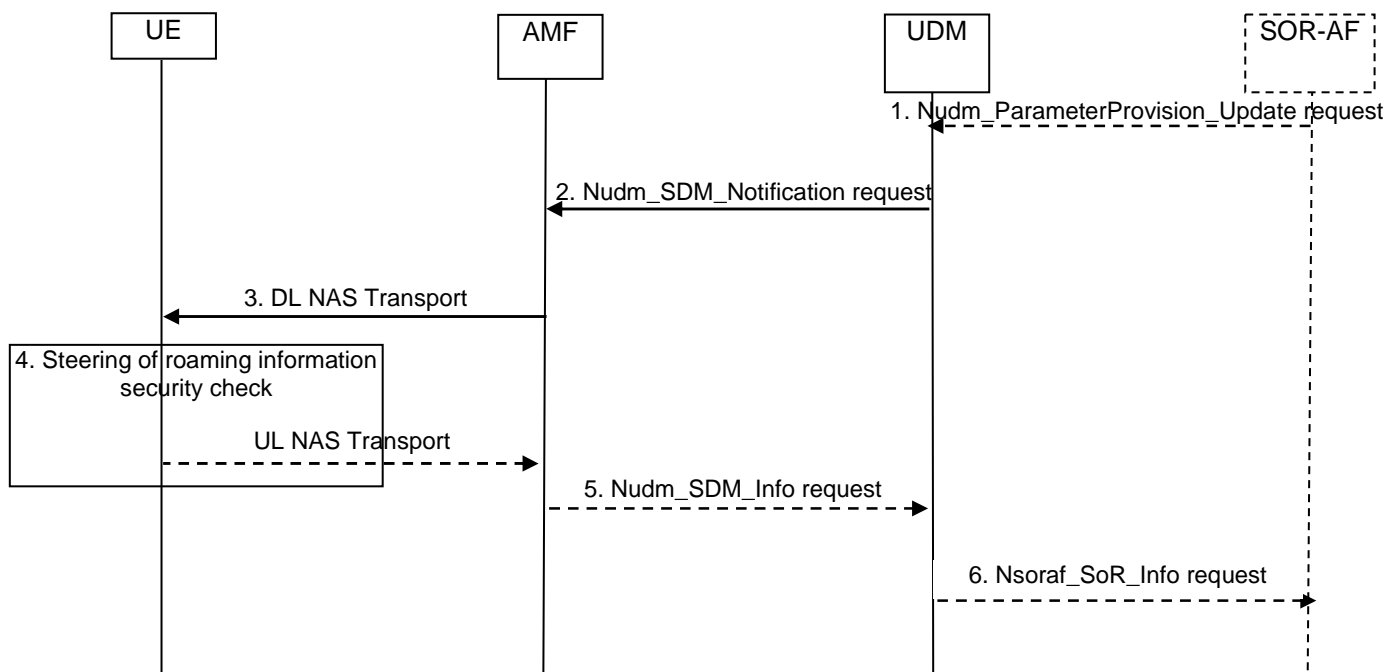 UE
AMF
UDM
SOR-AF
1. Nudm_ParameterProvision_Update request
2. Nudm_SDM_Notification request
3. DL NAS Transport
4. Steering of roaming information
security check
UL NAS Transport
5. Nudm_SDM_Info request
6. Nsoraf_SoR_Info request